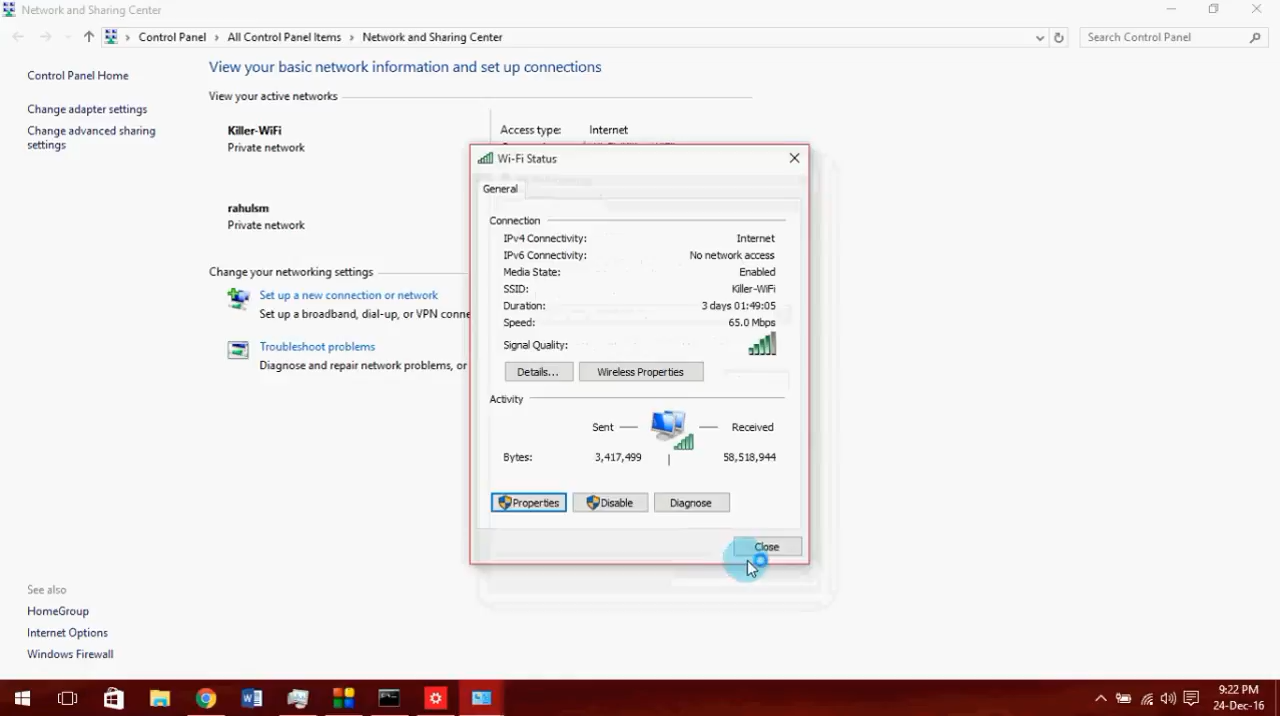 Network and Sharing Center
Control Panel › All Control Panel Items › Network and Sharing Center
Search Control Panel
Control Panel Home
Change adapter settings
Change advanced sharing
settings
View your basic network information and set up connections
View your active networks
Killer-WiFi
Private network
Access type: Internet
rahulsm
Private network
Change your networking settings
Set up a new connection or network
Set up a broadband, dial-up, or VPN conne
Troubleshoot problems
Diagnose and repair network problems, or
Wi-Fi Status
General
Connection
IPv4 Connectivity: Internet
IPv6 Connectivity: No network access
Media State: Enabled
SSID: Killer-WiFi
Duration: 3 days 01:49:05
Speed: 65.0 Mbps
Signal Quality:
Details... Wireless Properties
Activity
Sent — — Received
Bytes: 3,417,499 | 58,518,944
Properties Disable Diagnose
Close
See also
HomeGroup
Internet Options
Windows Firewall
9:22 PM
24-Dec-16